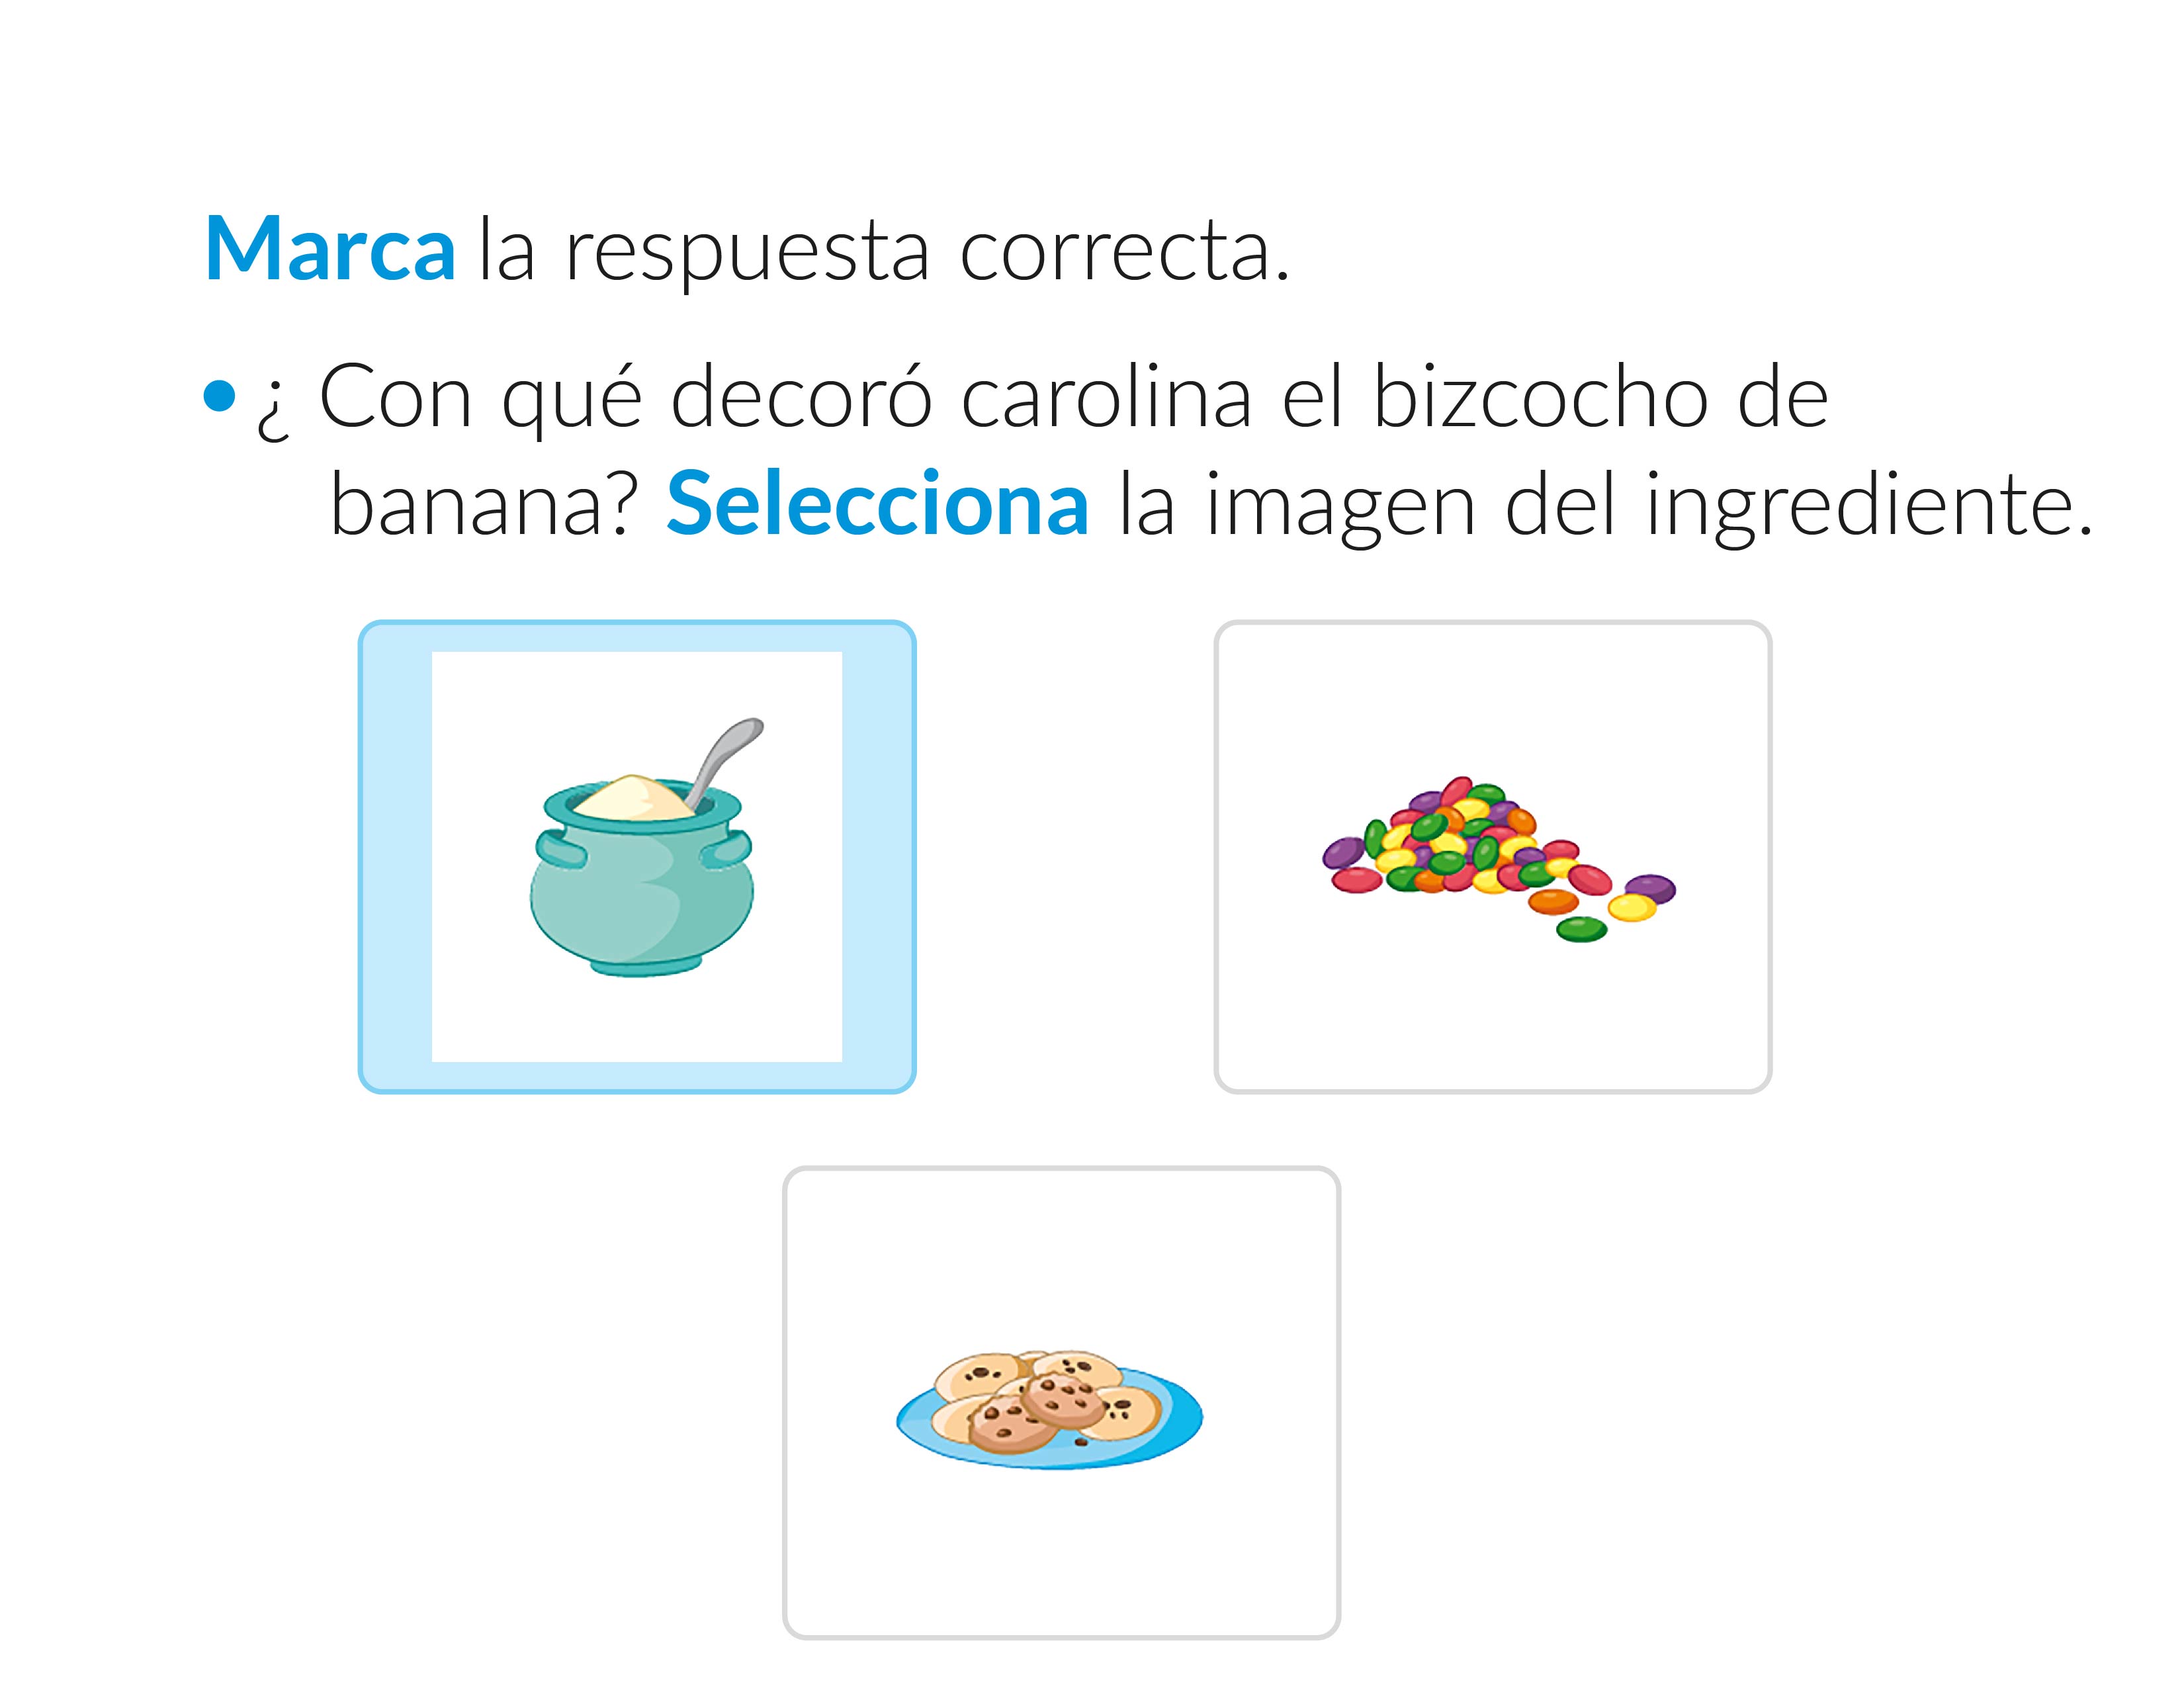 Marca la respuesta correcta.
• ¿ Con qué decoró carolina el bizcocho de
banana? Selecciona la imagen del ingrediente.